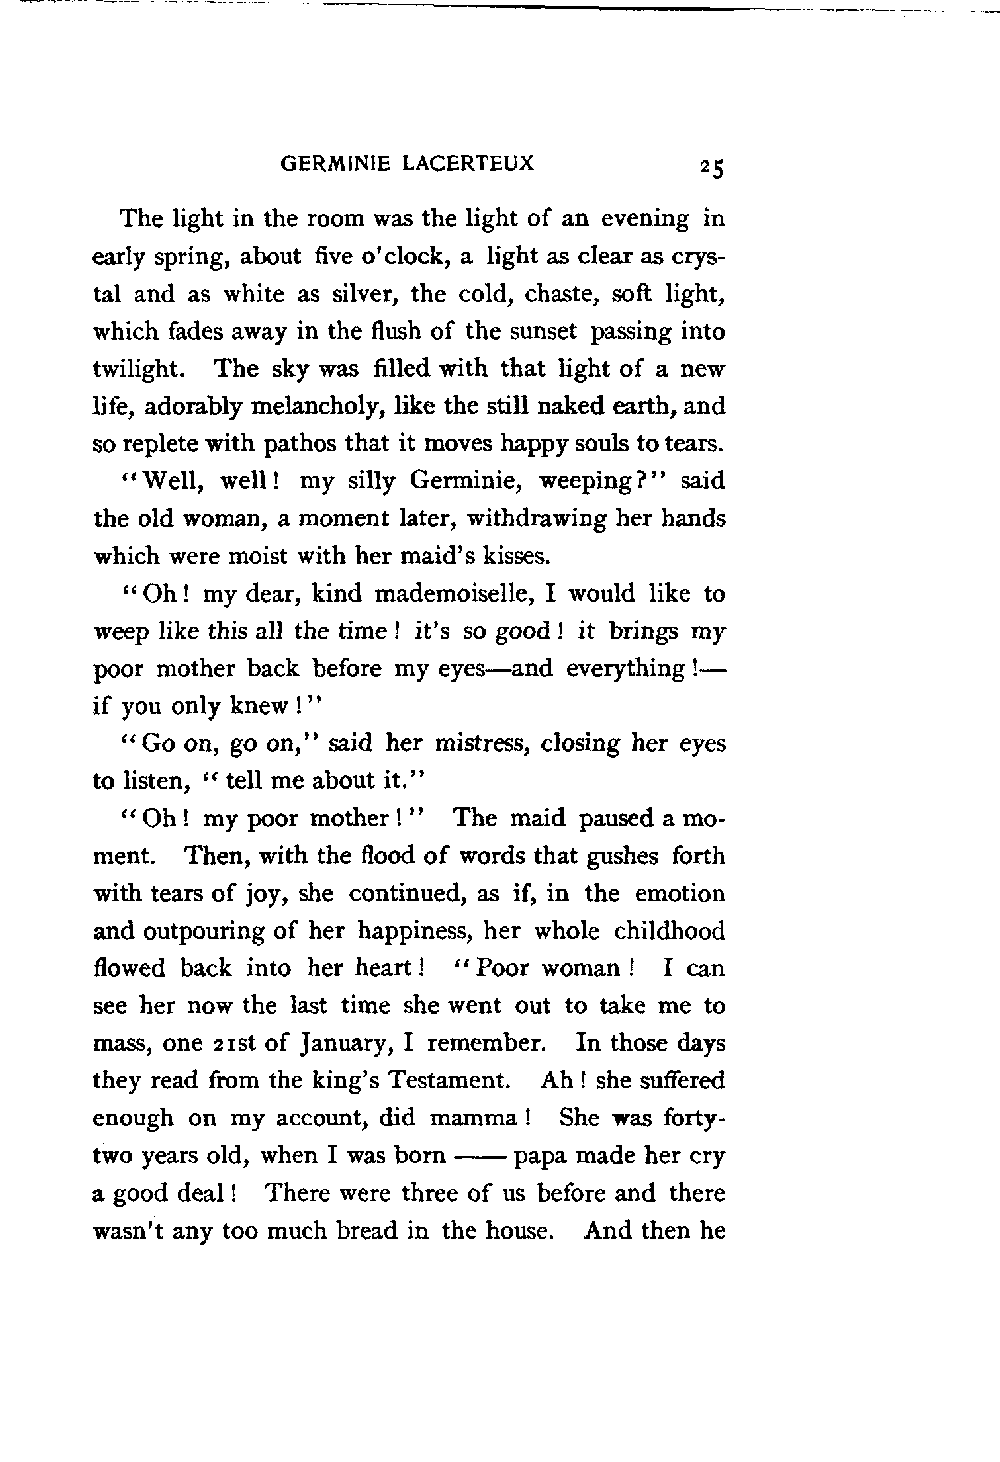 GERMINIE LACERTEUX 25
The light in the room was the light of an evening in
early spring, about five o'clock, a light as clear as crys-
tal and as white as silver, the cold, chaste, soft light,
which fades away in the flush of the sunset passing into
twilight. The sky was filled with that light of a new
life, adorably melancholy, like the still naked earth, and
so replete with pathos that it moves happy souls to tears.
"Well, well! my silly Germinie, weeping?" said
the old woman, a moment later, withdrawing her hands
which were moist with her maid's kisses.
"Oh! my dear, kind mademoiselle, I would like to
weep like this all the time! it's so good! it brings my
poor mother back before my eyes—and everything!—
if you only knew!"
"Go on, go on," said her mistress, closing her eyes
to listen, "tell me about it."
"Oh! my poor mother!" The maid paused a mo-
ment. Then, with the flood of words that gushes forth
with tears of joy, she continued, as if, in the emotion
and outpouring of her happiness, her whole childhood
flowed back into her heart! "Poor woman! I can
see her now the last time she went out to take me to
mass, one 21st of January, I remember. In those days
they read from the king's Testament. Ah! she suffered
enough on my account, did mamma! She was forty-
two years old, when I was born —— papa made her cry
a good deal! There were three of us before and there
wasn't any too much bread in the house. And then he